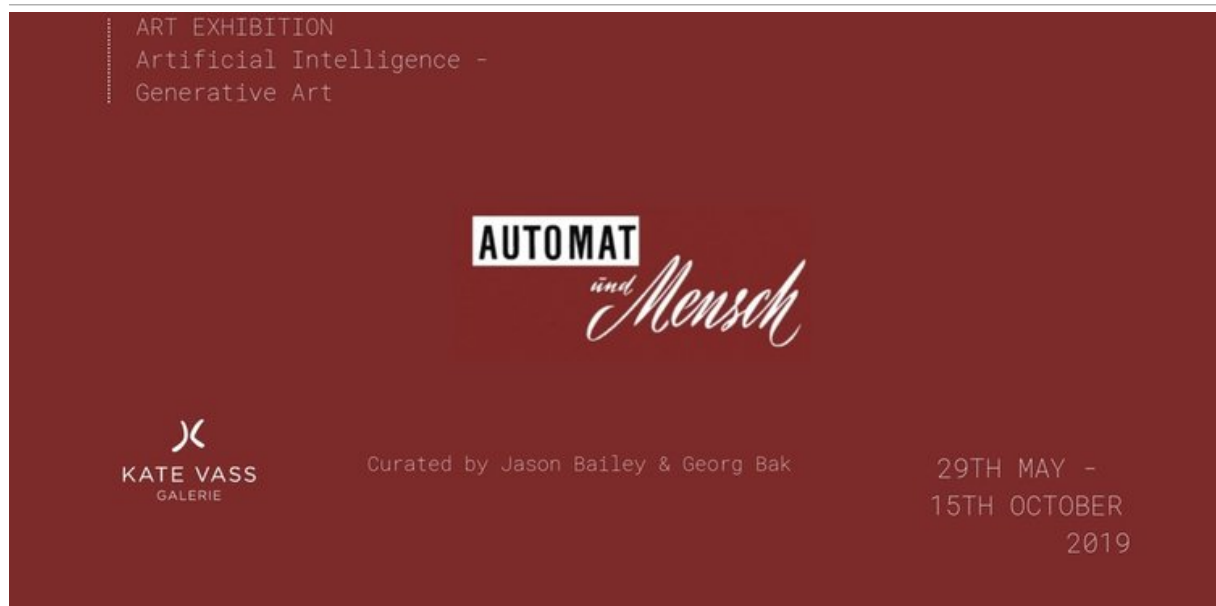 ART EXHIBITION
Artificial Intelligence -
Generative Art
AUTOMAT
und Mensch
KATE VASS
GALERIE
Curated by Jason Bailey & Georg Bak
29TH MAY -
15TH OCTOBER
2019